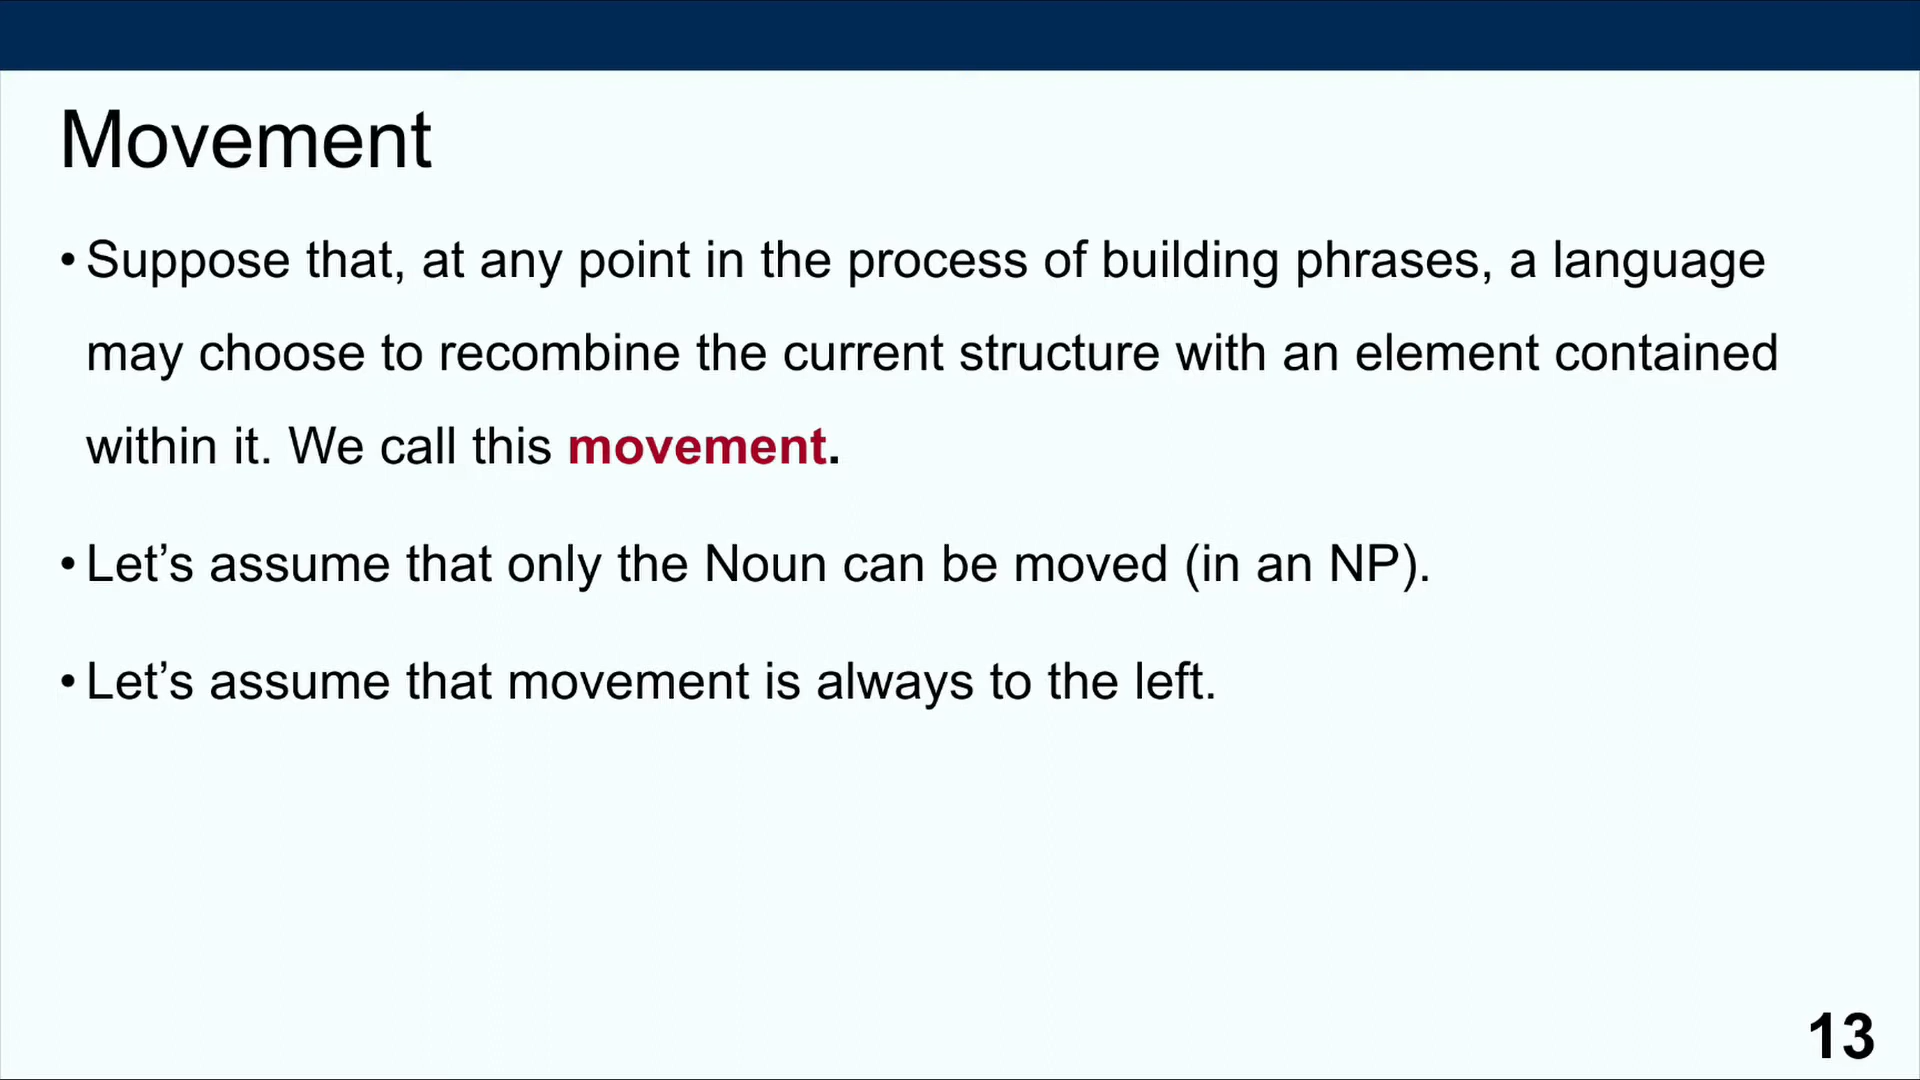 Movement
• Suppose that, at any point in the process of building phrases, a language
may choose to recombine the current structure with an element contained
within it. We call this movement.
• Let’s assume that only the Noun can be moved (in an NP).
• Let’s assume that movement is always to the left.
13